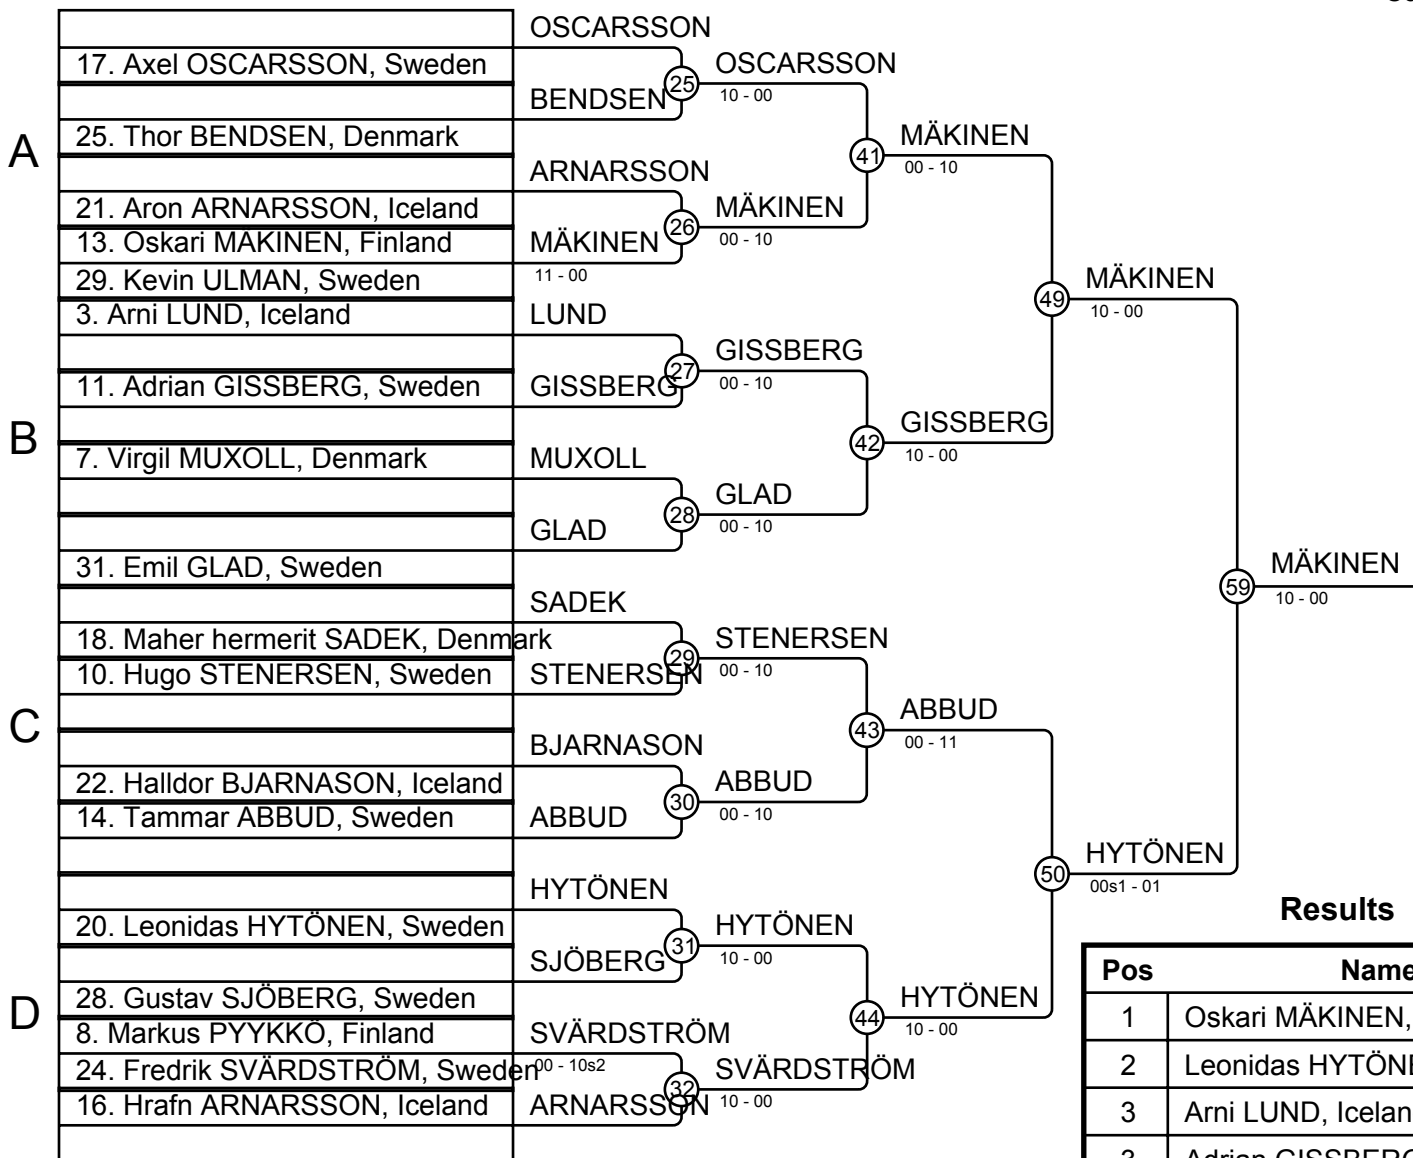 OSCARSSON
17. Axel OSCARSSON, Sweden
25
OSCARSSON
10 - 00
BENDSEN
25. Thor BENDSEN, Denmark
A
41
MÄKINEN
00 - 10
ARNARSSON
21. Aron ARNARSSON, Iceland
26
MÄKINEN
00 - 10
13. Oskari MÄKINEN, Finland
MÄKINEN
11 - 00
29. Kevin ULMAN, Sweden
49
MÄKINEN
10 - 00
3. Arni LUND, Iceland
LUND
27
GISSBERG
00 - 10
11. Adrian GISSBERG, Sweden
GISSBERG
B
42
GISSBERG
10 - 00
7. Virgil MUXOLL, Denmark
MUXOLL
28
GLAD
00 - 10
GLAD
31. Emil GLAD, Sweden
59
MÄKINEN
10 - 00
SADEK
18. Maher hermerit SADEK, Denmark
29
STENERSEN
00 - 10
10. Hugo STENERSEN, Sweden
STENERSEN
C
43
ABBUD
00 - 11
BJARNASON
22. Halldor BJARNASON, Iceland
30
ABBUD
00 - 10
14. Tammar ABBUD, Sweden
ABBUD
50
HYTÖNEN
00s1 - 01
HYTÖNEN
20. Leonidas HYTÖNEN, Sweden
31
HYTÖNEN
10 - 00
SJÖBERG
28. Gustav SJÖBERG, Sweden
D
44
HYTÖNEN
10 - 00
8. Markus PYYKKÖ, Finland
SVÄRDSTRÖM
00 - 10s2
24. Fredrik SVÄRDSTRÖM, Sweden
32
SVÄRDSTRÖM
10 - 00
16. Hrafn ARNARSSON, Iceland
ARNARSSON
Results
Pos Name
1 Oskari MÄKINEN,
2 Leonidas HYTÖNE
3 Arni LUND, Icelan
3 Adrian GISSBERG